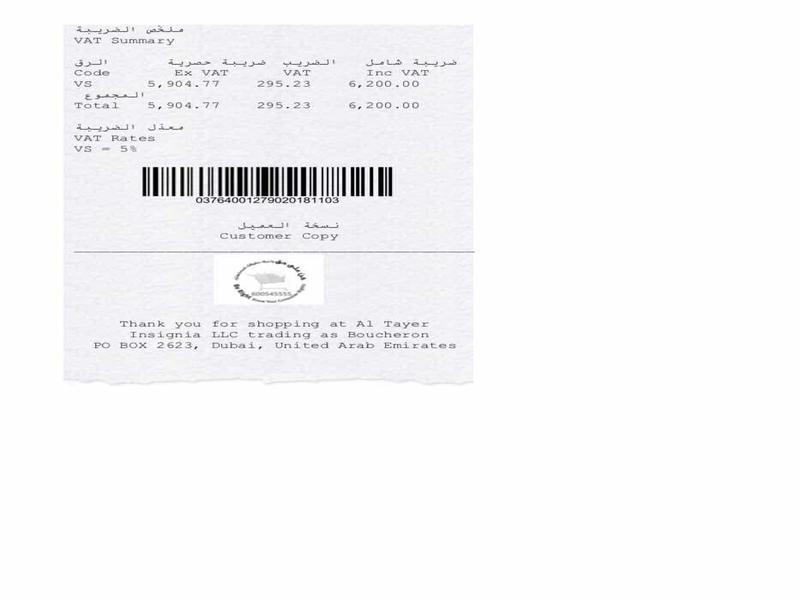 ملخص الضريبة
VAT Summary
الرق ضريبة حصرية الضريب ضريبة شامل
Code Ex VAT VAT Inc VAT
VS 5,904.77 295.23 6,200.00
المجموع
Total 5,904.77 295.23 6,200.00
معدل الضريبة
VAT Rates
VS = 5%
03764001279020181103
نسخة العميل
Customer Copy
600545555
Thank you for shopping at Al Tayer
Insignia LLC trading as Boucheron
PO BOX 2623, Dubai, United Arab Emirates